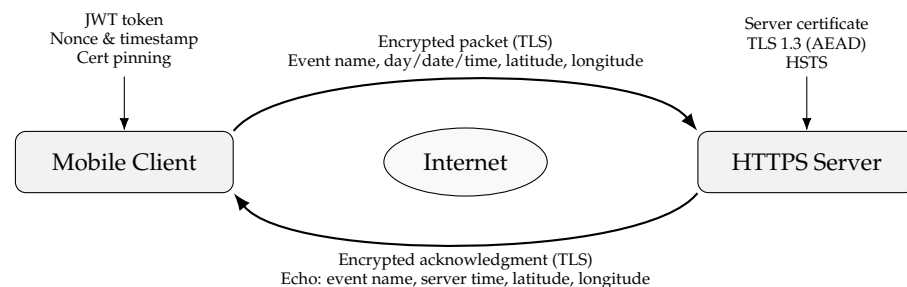 JWT token
Nonce & timestamp
Cert pinning
Encrypted packet (TLS)
Event name, day/date/time, latitude, longitude
Server certificate
TLS 1.3 (AEAD)
HSTS
Mobile Client
Internet
HTTPS Server
Encrypted acknowledgment (TLS)
Echo: event name, server time, latitude, longitude